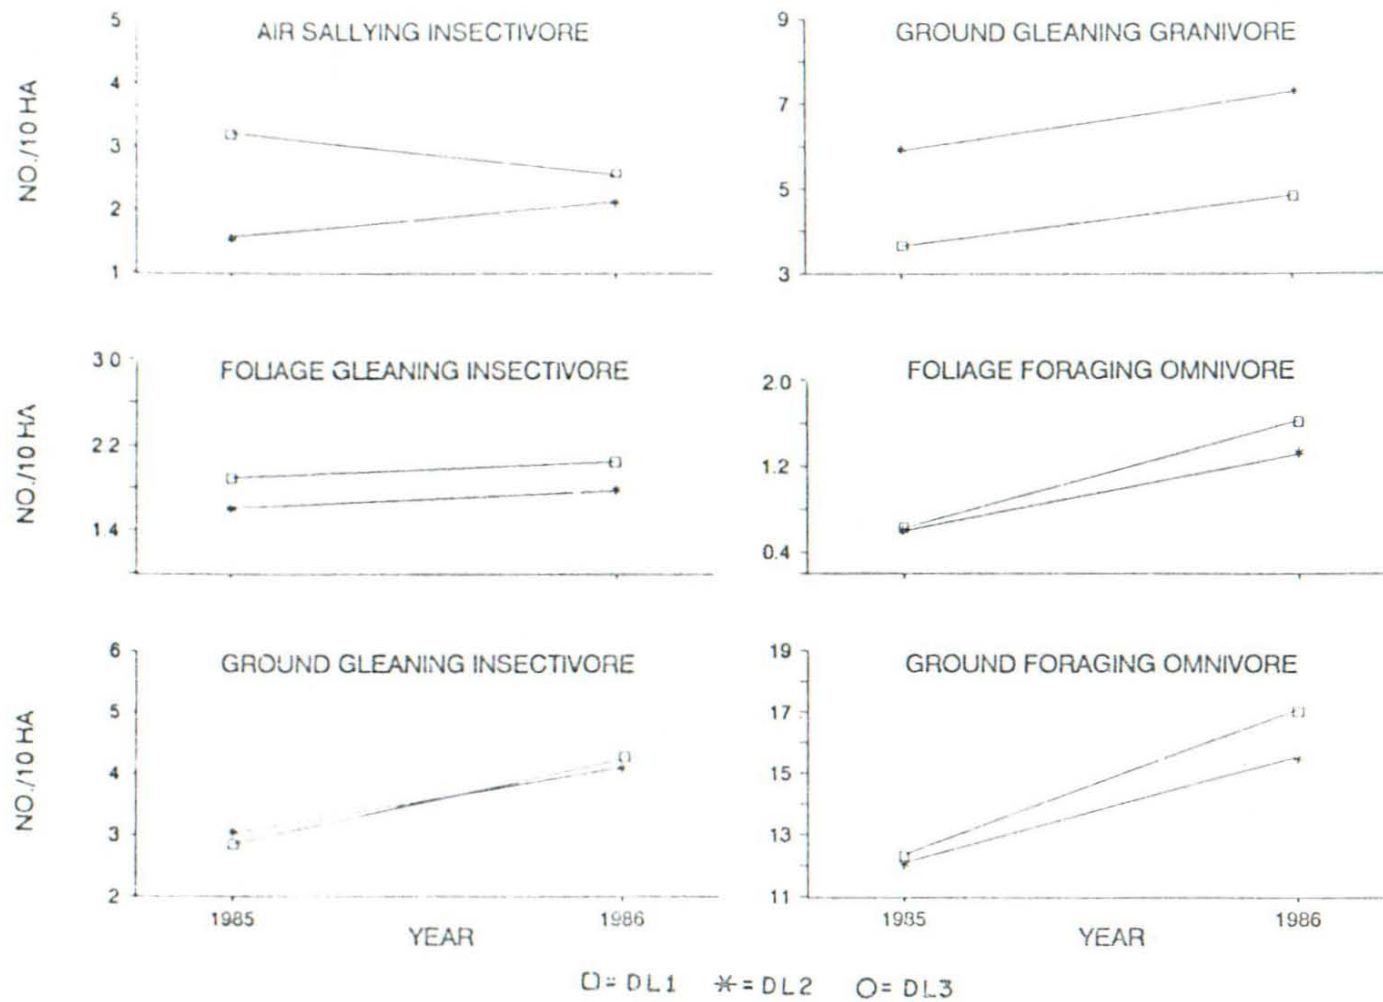 AIR SALLYING INSECTIVORE
NO./10 HA
5
4
3
2
1
GROUND GLEANING GRANIVORE
9
7
5
3
FOLIAGE GLEANING INSECTIVORE
NO./10 HA
3 0
2 2
1 4
FOLIAGE FORAGING OMNIVORE
2.0
1.2
0.4
GROUND GLEANING INSECTIVORE
NO./10 HA
6
5
4
3
2
1985 1986
YEAR
GROUND FORAGING OMNIVORE
19
17
15
13
11
1985 1986
YEAR
□= DL1 *= DL2 O= DL3